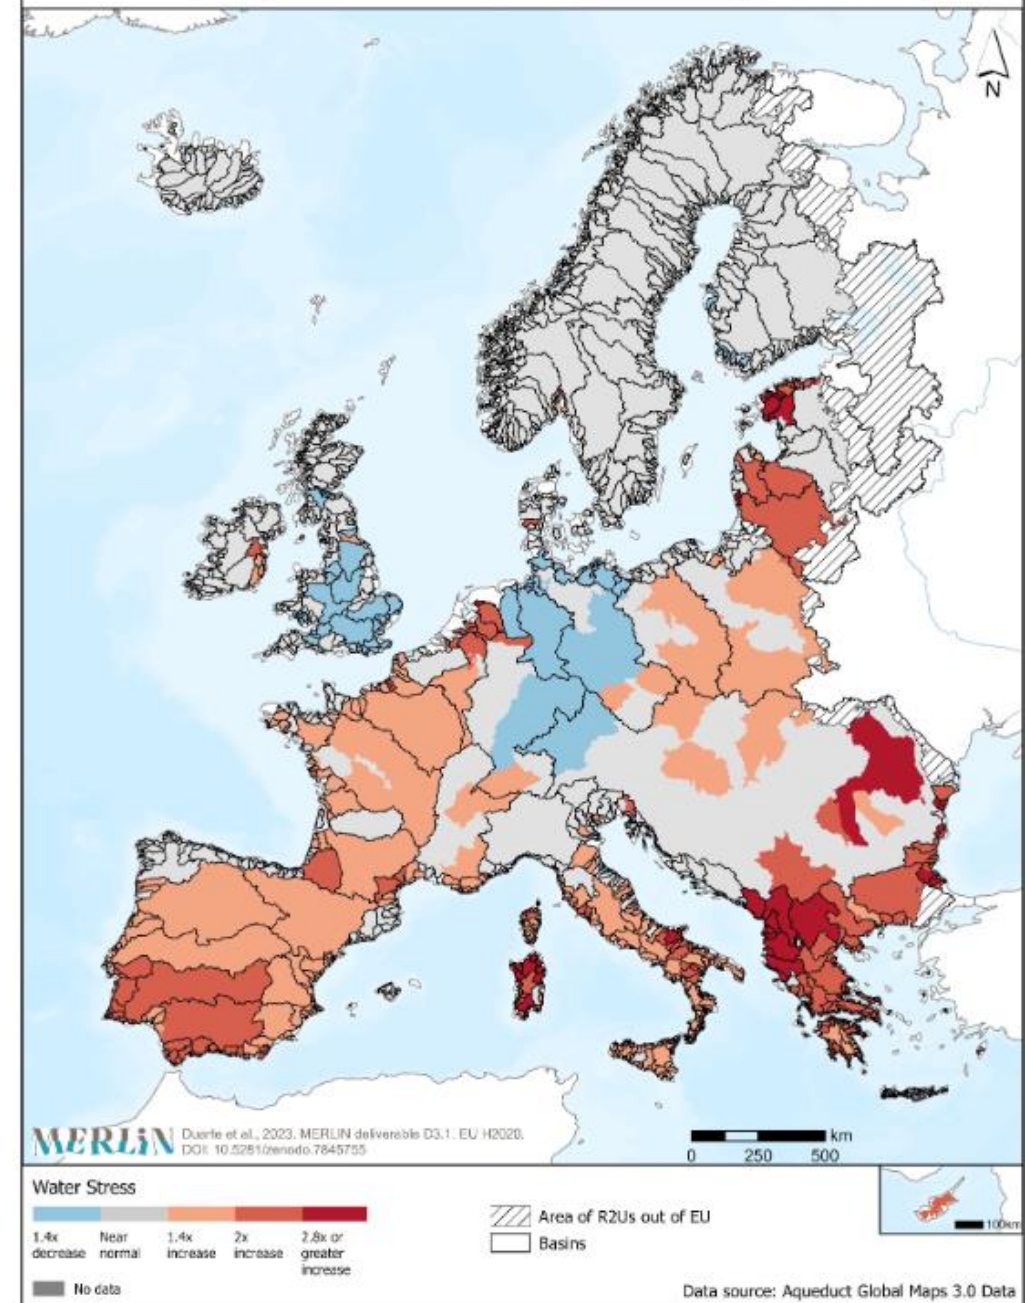 N
MERLIN
Duarte et al., 2023. MERLIN deliverable D3.1. EU H2020.
DOI: 10.5281/zenodo.7845755
km
0 250 500
Water Stress
1.4x decrease
Near normal
1.4x increase
2x increase
2.8x or greater increase
No data
Area of R2Us out of EU
Basins
100km
Data source: Aqueduct Global Maps 3.0 Data